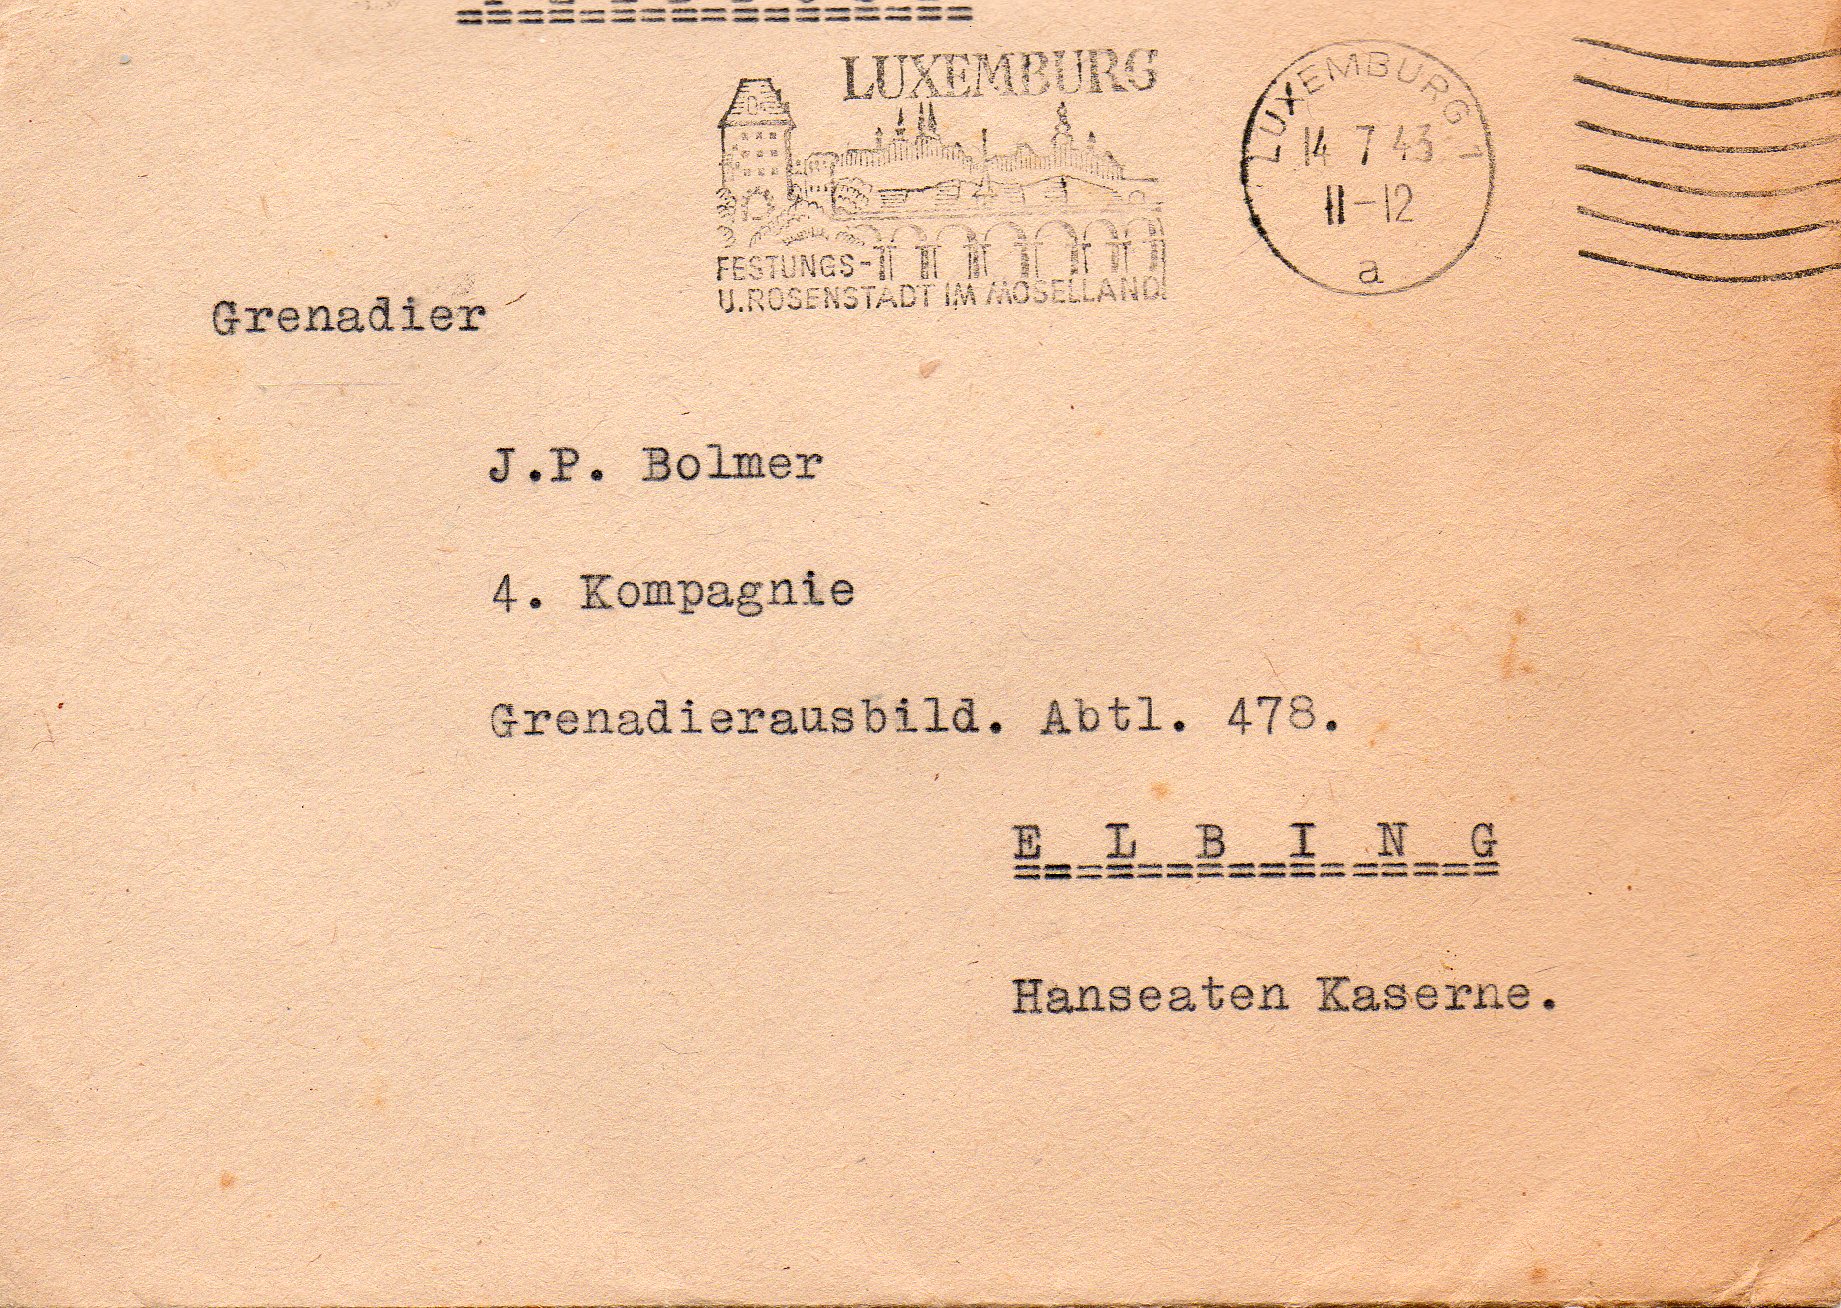 LUXEMBURG
FESTUNGS-
U. ROSENSTADT IM MOSELLAND
LUXEMBURG 1
14 7 43
11-12
a
Grenadier
J.P. Bolmer
4. Kompagnie
Grenadierausbild. Abtl. 478.
E L B I N G
Hanseaten Kaserne.